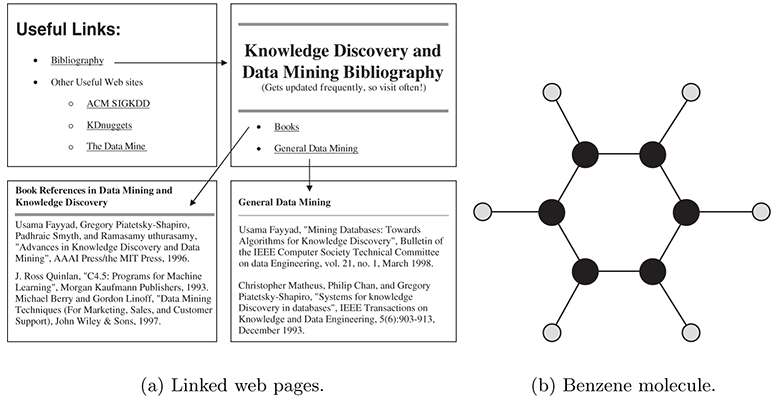 Useful Links:
• Bibliography
• Other Useful Web sites
o ACM SIGKDD
o KDnuggets
o The Data Mine
Knowledge Discovery and
Data Mining Bibliography
(Gets updated frequently, so visit often!)
• Books
• General Data Mining
Book References in Data Mining and
Knowledge Discovery
Usama Fayyad, Gregory Piatetsky-Shapiro,
Padhraic Smyth, and Ramasamy uthurasamy,
"Advances in Knowledge Discovery and Data
Mining", AAAI Press/the MIT Press, 1996.
J. Ross Quinlan, "C4.5: Programs for Machine
Learning", Morgan Kaufmann Publishers, 1993.
Michael Berry and Gordon Linoff, "Data Mining
Techniques (For Marketing, Sales, and Customer
Support), John Wiley & Sons, 1997.
General Data Mining
Usama Fayyad, "Mining Databases: Towards
Algorithms for Knowledge Discovery", Bulletin of
the IEEE Computer Society Technical Committee
on data Engineering, vol. 21, no. 1, March 1998.
Christopher Matheus, Philip Chan, and Gregory
Piatetsky-Shapiro, "Systems for knowledge
Discovery in databases", IEEE Transactions on
Knowledge and Data Engineering, 5(6):903-913,
December 1993.
(a) Linked web pages.
(b) Benzene molecule.